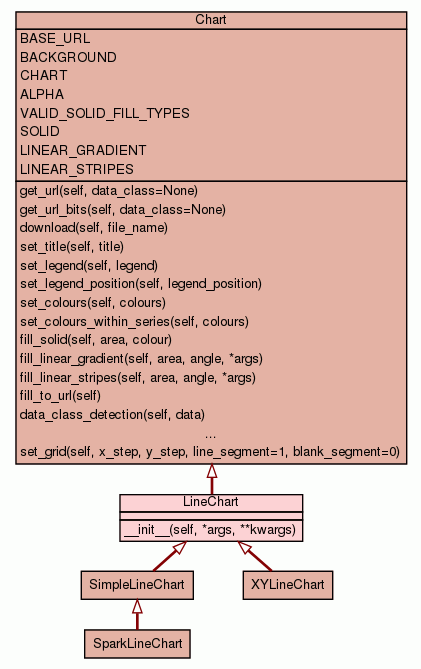 Chart
BASE_URL
BACKGROUND
CHART
ALPHA
VALID_SOLID_FILL_TYPES
SOLID
LINEAR_GRADIENT
LINEAR_STRIPES
get_url(self, data_class=None)
get_url_bits(self, data_class=None)
download(self, file_name)
set_title(self, title)
set_legend(self, legend)
set_legend_position(self, legend_position)
set_colours(self, colours)
set_colours_within_series(self, colours)
fill_solid(self, area, colour)
fill_linear_gradient(self, area, angle, *args)
fill_linear_stripes(self, area, angle, *args)
fill_to_url(self)
data_class_detection(self, data)
...
set_grid(self, x_step, y_step, line_segment=1, blank_segment=0)
LineChart
__init__(self, *args, **kwargs)
SimpleLineChart
XYLineChart
SparkLineChart